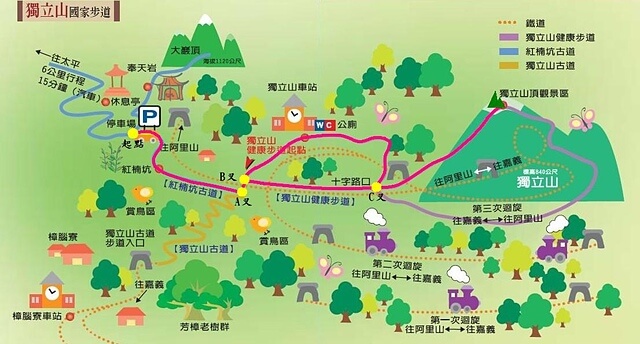 獨立山國家步道
鐵道
獨立山健康步道
紅楠坑古道
獨立山古道
往太平
6公里行程
15分鐘（汽車）
奉天岩
大巖頂
海拔1120公尺
休息亭
停車場
P
起點
往阿里山
獨立山車站
WC
公廁
獨立山
健康步道起點
獨立山頂觀景區
紅楠坑
【紅楠坑古道】
B叉
A叉
【獨立山健康步道】
十字路口
C叉
往阿里山
往嘉義
標高840公尺
獨立山
第三次迴旋
往嘉義
往阿里山
賞鳥區
賞鳥區
獨立山古道
步道入口
【獨立山古道】
樟腦寮
往嘉義
樟腦寮車站
芳樟老樹群
第二次迴旋
往阿里山
往嘉義
第一次迴旋
往阿里山
往嘉義